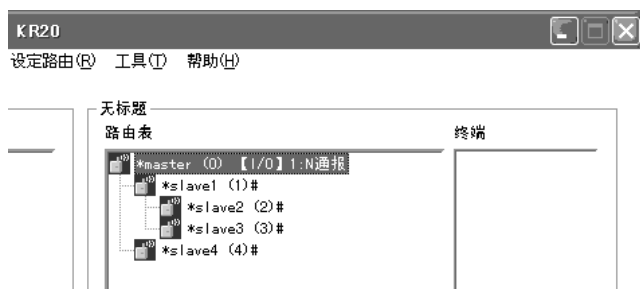 KR20
设定路由(R) 工具(T) 帮助(H)
无标题
路由表 终端
*master (0) 【I/O】1:N通报
*slave1 (1)#
*slave2 (2)#
*slave3 (3)#
*slave4 (4)#